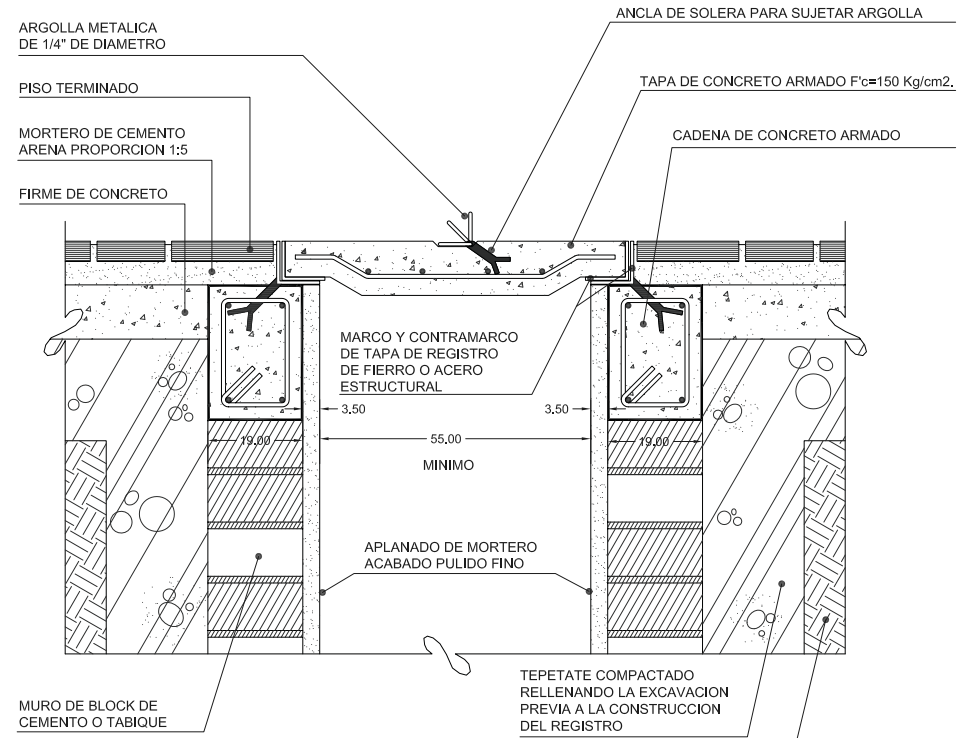 ARGOLLA METALICA
DE 1/4" DE DIAMETRO
ANCLA DE SOLERA PARA SUJETAR ARGOLLA
PISO TERMINADO
TAPA DE CONCRETO ARMADO F'c=150 Kg/cm2.
MORTERO DE CEMENTO
ARENA PROPORCION 1:5
CADENA DE CONCRETO ARMADO
FIRME DE CONCRETO
MARCO Y CONTRAMARCO
DE TAPA DE REGISTRO
DE FIERRO O ACERO
ESTRUCTURAL
3.50
3.50
19.00
55.00
19.00
MINIMO
APLANADO DE MORTERO
ACABADO PULIDO FINO
MURO DE BLOCK DE
CEMENTO O TABIQUE
TEPETATE COMPACTADO
RELLENANDO LA EXCAVACION
PREVIA A LA CONSTRUCCION
DEL REGISTRO